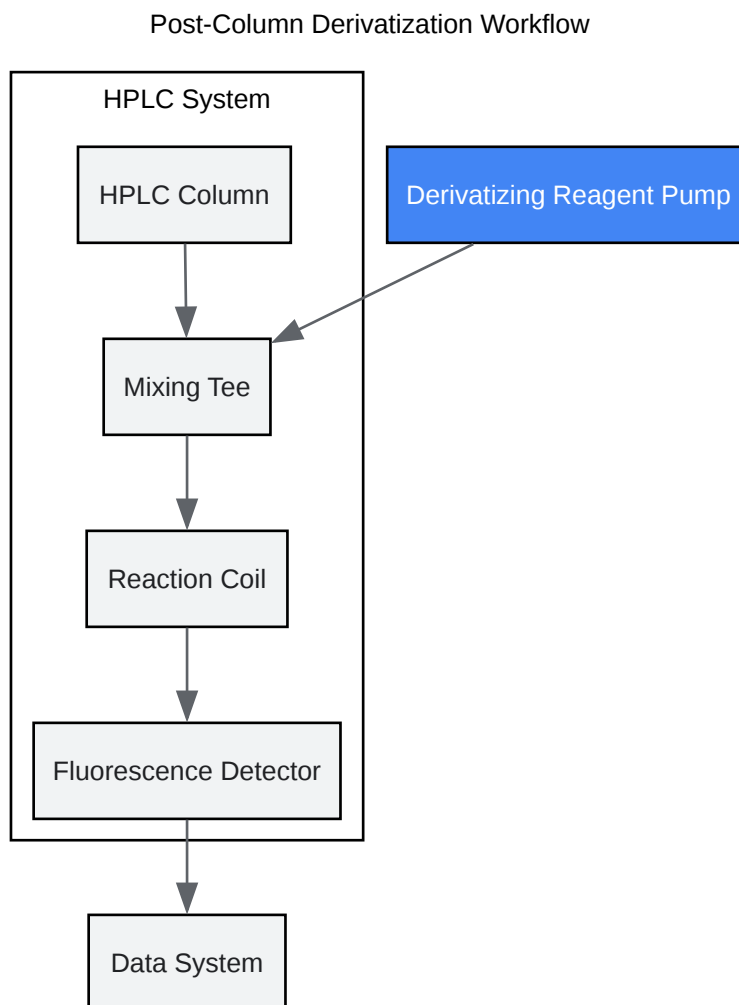 Post-Column Derivatization Workflow
HPLC System
HPLC Column
Derivatizing Reagent Pump
Mixing Tee
Reaction Coil
Fluorescence Detector
Data System